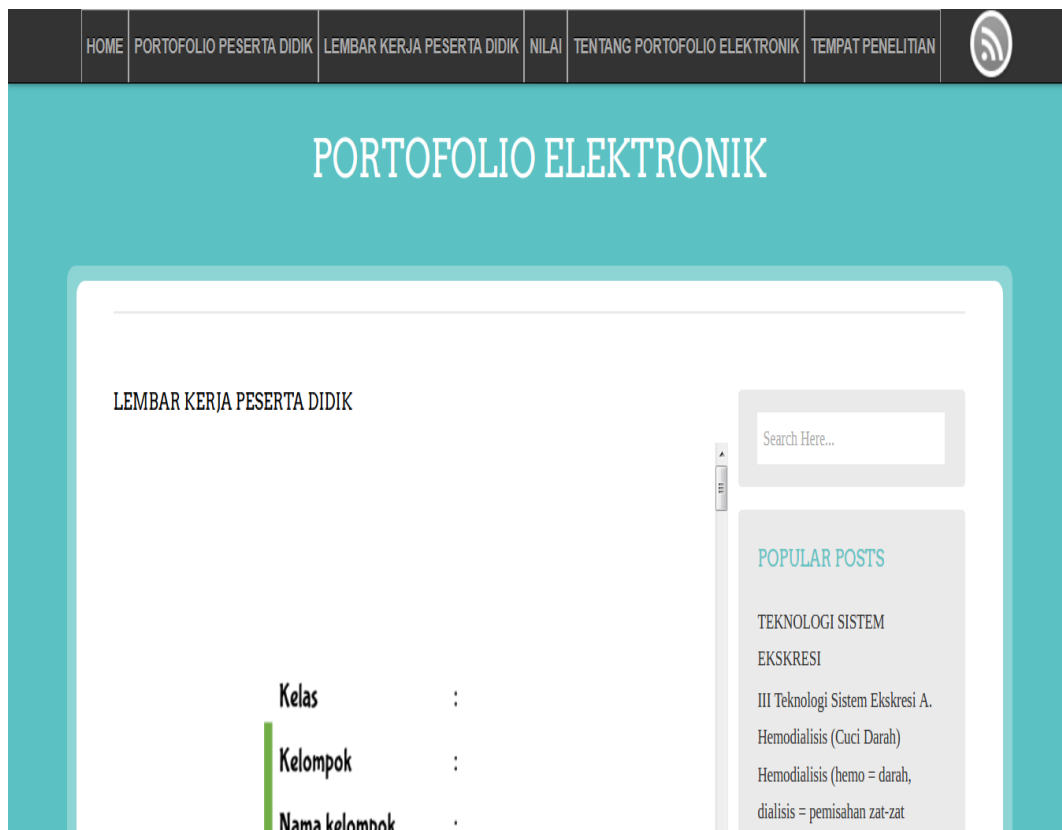 HOME PORTOFOLIO PESERTA DIDIK LEMBAR KERJA PESERTA DIDIK NILAI TENTANG PORTOFOLIO ELEKTRONIK TEMPAT PENELITIAN
PORTOFOLIO ELEKTRONIK
LEMBAR KERJA PESERTA DIDIK
Kelas :
Kelompok :
Nama kelompok :
Search Here...
POPULAR POSTS
TEKNOLOGI SISTEM
EKSKRESI
III Teknologi Sistem Ekskresi A.
Hemodialisis (Cuci Darah)
Hemodialisis (hemo = darah,
dialisis = pemisahan zat-zat